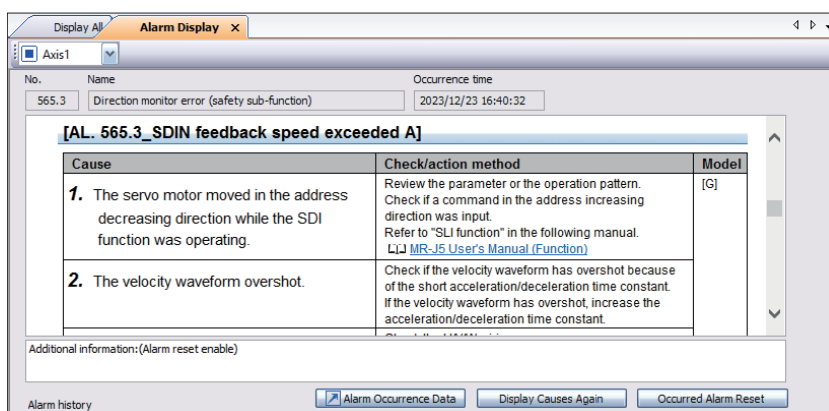 Display All
Alarm Display
Axis1
No. Name Occurrence time
565.3 Direction monitor error (safety sub-function) 2023/12/23 16:40:32
[AL. 565.3_SDIN feedback speed exceeded A]
Cause Check/action method Model
1. The servo motor moved in the address
decreasing direction while the SDI
function was operating.
Review the parameter or the operation pattern.
Check if a command in the address increasing
direction was input.
Refer to "SLI function" in the following manual.
MR-J5 User's Manual (Function)
[G]
2. The velocity waveform overshot.
Check if the velocity waveform has overshot because
of the short acceleration/deceleration time constant.
If the velocity waveform has overshot, increase the
acceleration/deceleration time constant.
Additional information:(Alarm reset enable)
Alarm Occurrence Data Display Causes Again Occurred Alarm Reset
Alarm history